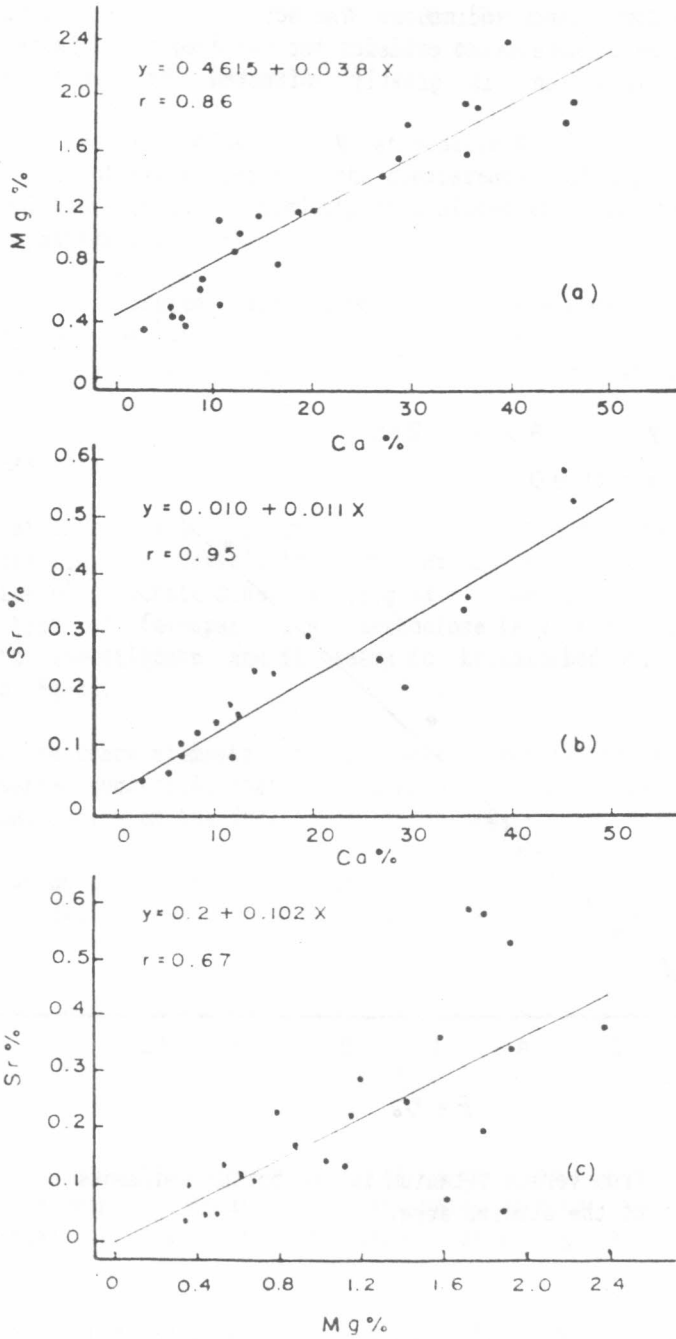 2.4
y = 0.4615 + 0.038 X
2.0
r = 0.86
1.6
Mg %
1.2
0.8
(a)
0.4
0
0 10 20 30 40 50
Ca %
0.6
y = 0.010 + 0.011 X
0.5
r = 0.95
0.4
Sr %
0.3
0.2
(b)
0.1
0
0 10 20 30 40 50
Ca %
0.6
y = 0.2 + 0.102 X
0.5
r = 0.67
0.4
Sr %
0.3
0.2
(c)
0.1
0
0 0.4 0.8 1.2 1.6 2.0 2.4
Mg %